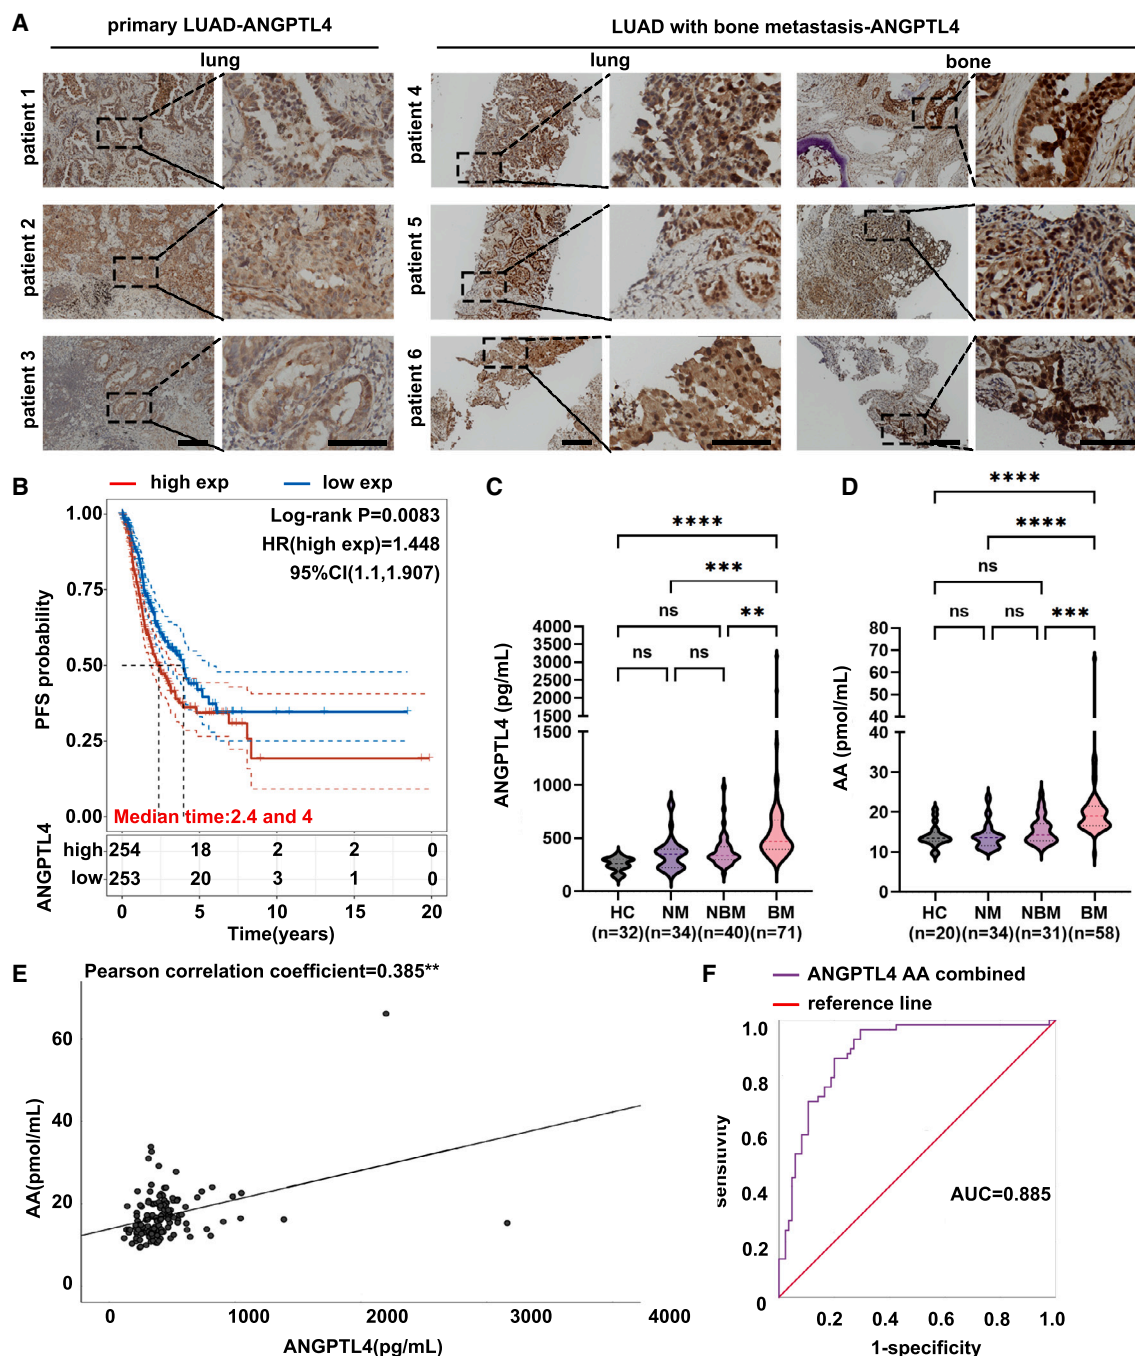 A
primary LUAD-ANGPTL4
LUAD with bone metastasis-ANGPTL4
lung
lung
bone
patient 1
patient 4
patient 2
patient 5
patient 3
patient 6
B
high exp
low exp
Log-rank P=0.0083
HR(high exp)=1.448
95%CI(1.1,1.907)
PFS probability
1.00
0.75
0.50
0.25
0.00
Median time:2.4 and 4
ANGPTL4
high 254 18 2 2 0
low 253 20 3 1 0
0 5 10 15 20
Time(years)
C
****
***
ns
**
ns
ns
ANGPTL4 (pg/mL)
4000
3500
3000
2500
2000
1500
1500
1000
500
0
HC NM NBM BM
(n=32)(n=34)(n=40)(n=71)
D
****
****
ns
ns
ns
***
AA (pmol/mL)
80
70
60
50
40
40
30
20
10
0
HC NM NBM BM
(n=20)(n=34)(n=31)(n=58)
E
Pearson correlation coefficient=0.385**
AA(pmol/mL)
60
40
20
0
0 1000 2000 3000 4000
ANGPTL4(pg/mL)
F
ANGPTL4 AA combined
reference line
sensitivity
1.0
0.8
0.6
0.4
0.2
0
AUC=0.885
0.2 0.4 0.6 0.8 1.0
1-specificity